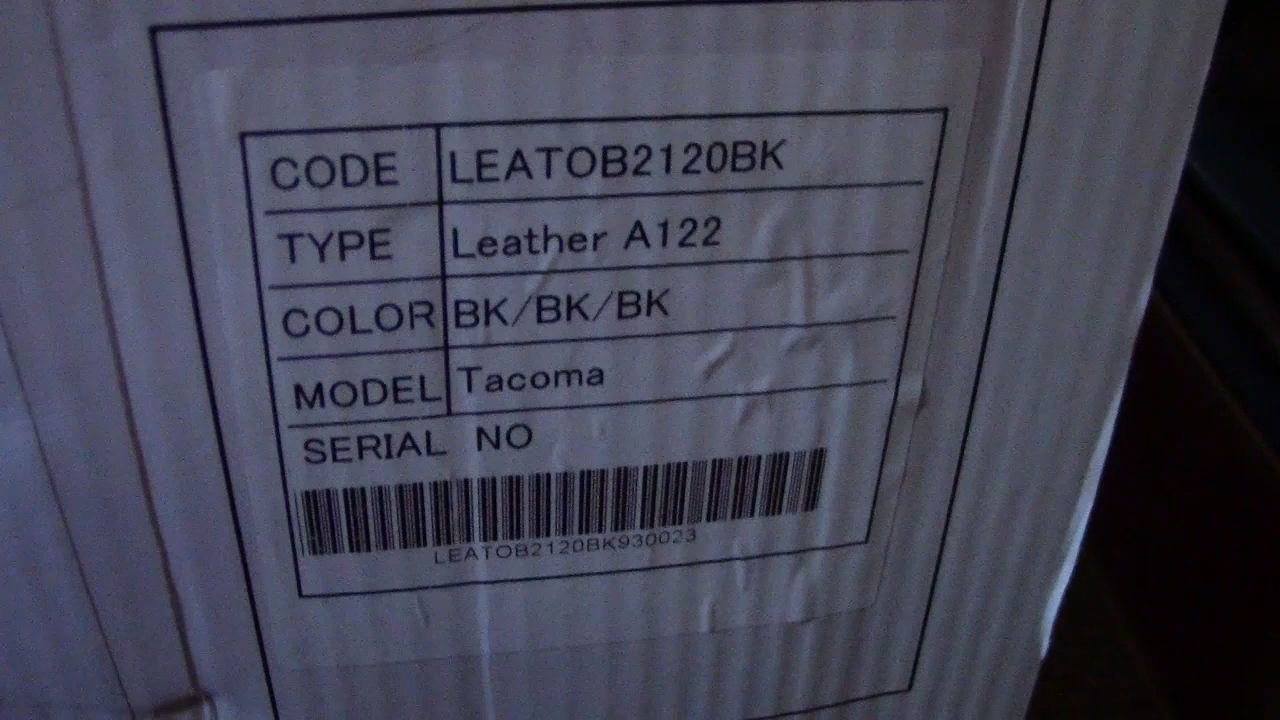 CODE LEATOB2120BK
TYPE Leather A122
COLOR BK/BK/BK
MODEL Tacoma
SERIAL NO
LEATOB2120BK930023